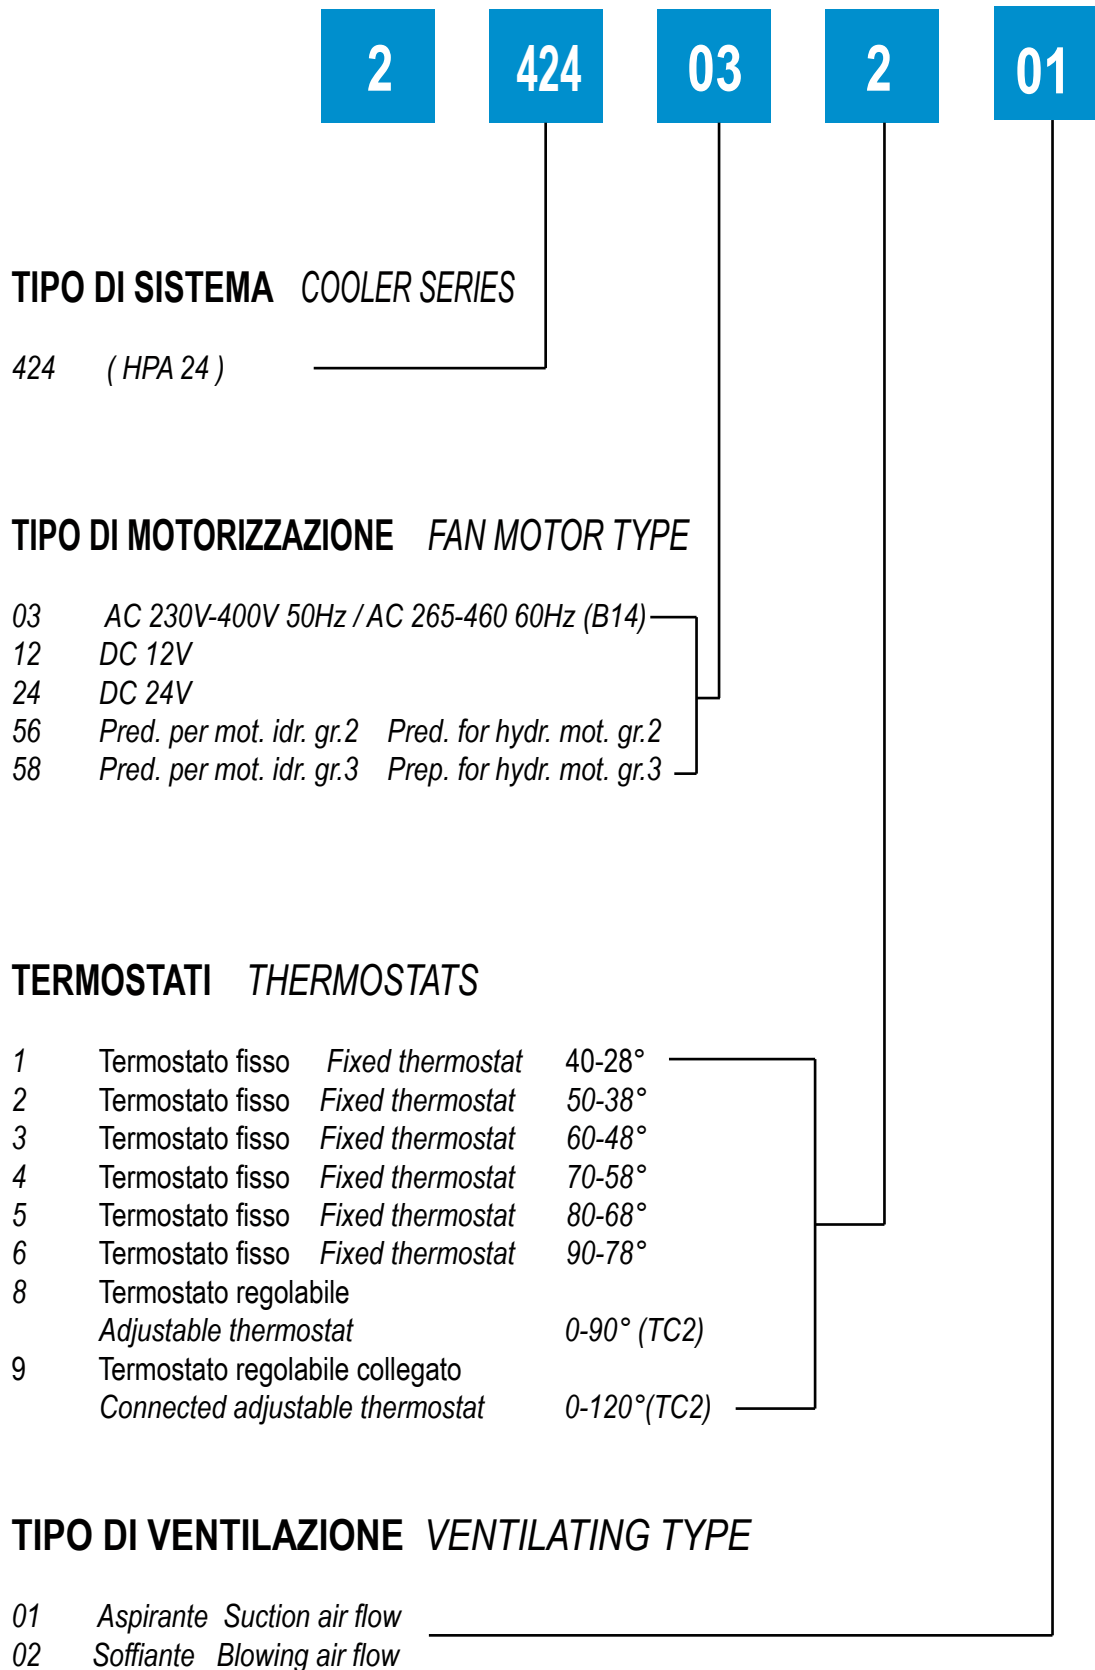 2 424 03 2 01
TIPO DI SISTEMA COOLER SERIES
424 ( HPA 24 )
TIPO DI MOTORIZZAZIONE FAN MOTOR TYPE
03 AC 230V-400V 50Hz / AC 265-460 60Hz (B14)
12 DC 12V
24 DC 24V
56 Pred. per mot. idr. gr.2 Pred. for hydr. mot. gr.2
58 Pred. per mot. idr. gr.3 Prep. for hydr. mot. gr.3
TERMOSTATI THERMOSTATS
1 Termostato fisso Fixed thermostat 40-28°
2 Termostato fisso Fixed thermostat 50-38°
3 Termostato fisso Fixed thermostat 60-48°
4 Termostato fisso Fixed thermostat 70-58°
5 Termostato fisso Fixed thermostat 80-68°
6 Termostato fisso Fixed thermostat 90-78°
8 Termostato regolabile
Adjustable thermostat 0-90° (TC2)
9 Termostato regolabile collegato
Connected adjustable thermostat 0-120°(TC2)
TIPO DI VENTILAZIONE VENTILATING TYPE
01 Aspirante Suction air flow
02 Soffiante Blowing air flow